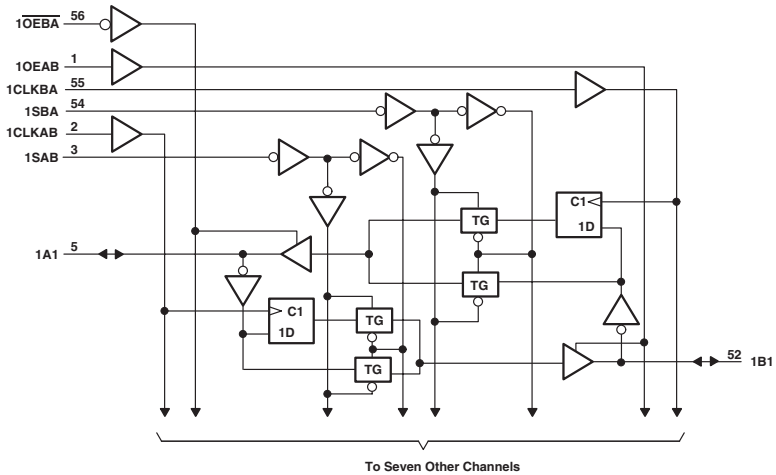 1OEBA 56
1OEAB 1
1CLKBA 55
1SBA 54
1CLKAB 2
1SAB 3
TG
C1
1D
1A1 5
TG
C1
1D
TG
TG
52 1B1
To Seven Other Channels